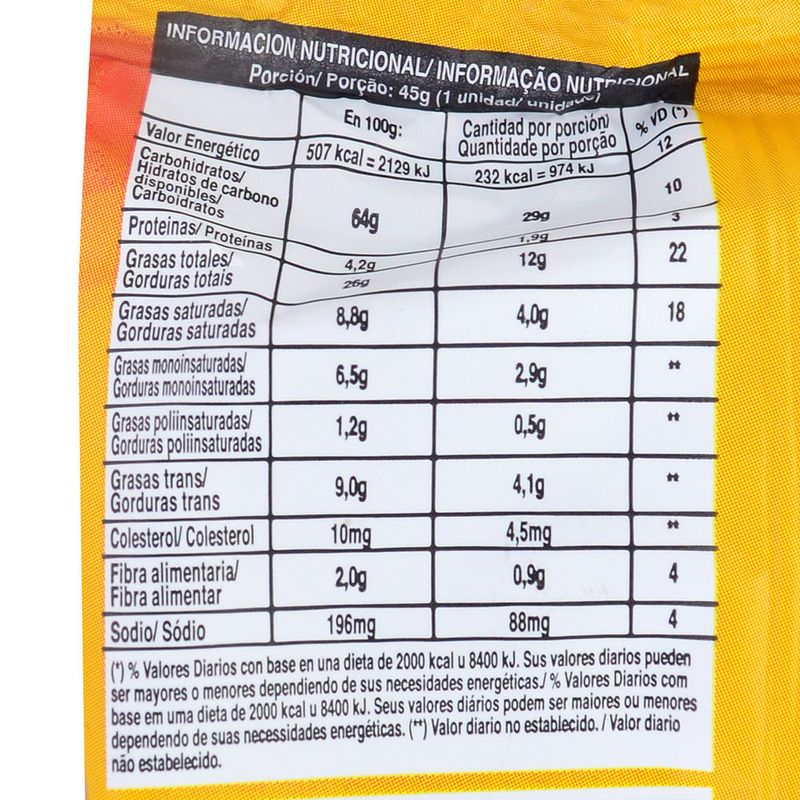 INFORMACION NUTRICIONAL/ INFORMAÇÃO NUTRICIONAL
Porción/ Porção: 45g (1 unidad/ unidade)
En 100g: Cantidad por porción/ % VD (*)
Quantidade por porção
Valor Energético 507 kcal = 2129 kJ 232 kcal = 974 kJ 12
Carbohidratos/
Hidratos de carbono
disponibles/
Carboidratos 64g 29g 10
Proteinas/ Proteínas 4,2g 1,9g 3
Grasas totales/
Gorduras totais 26g 12g 22
Grasas saturadas/
Gorduras saturadas 8,8g 4,0g 18
Grasas monoinsaturadas/
Gorduras monoinsaturadas 6,5g 2,9g **
Grasas poliinsaturadas/
Gorduras poliinsaturadas 1,2g 0,5g **
Grasas trans/
Gorduras trans 9,0g 4,1g **
Colesterol/ Colesterol 10mg 4,5mg **
Fibra alimentaria/
Fibra alimentar 2,0g 0,9g 4
Sodio/ Sódio 196mg 88mg 4
(*) % Valores Diarios con base en una dieta de 2000 kcal u 8400 kJ. Sus valores diarios pueden
ser mayores o menores dependiendo de sus necesidades energéticas./ % Valores Diarios com
base em uma dieta de 2000 kcal u 8400 kJ. Seus valores diários podem ser maiores ou menores
dependendo de suas necessidades energéticas. (**) Valor diario no establecido. / Valor diario
não estabelecido.